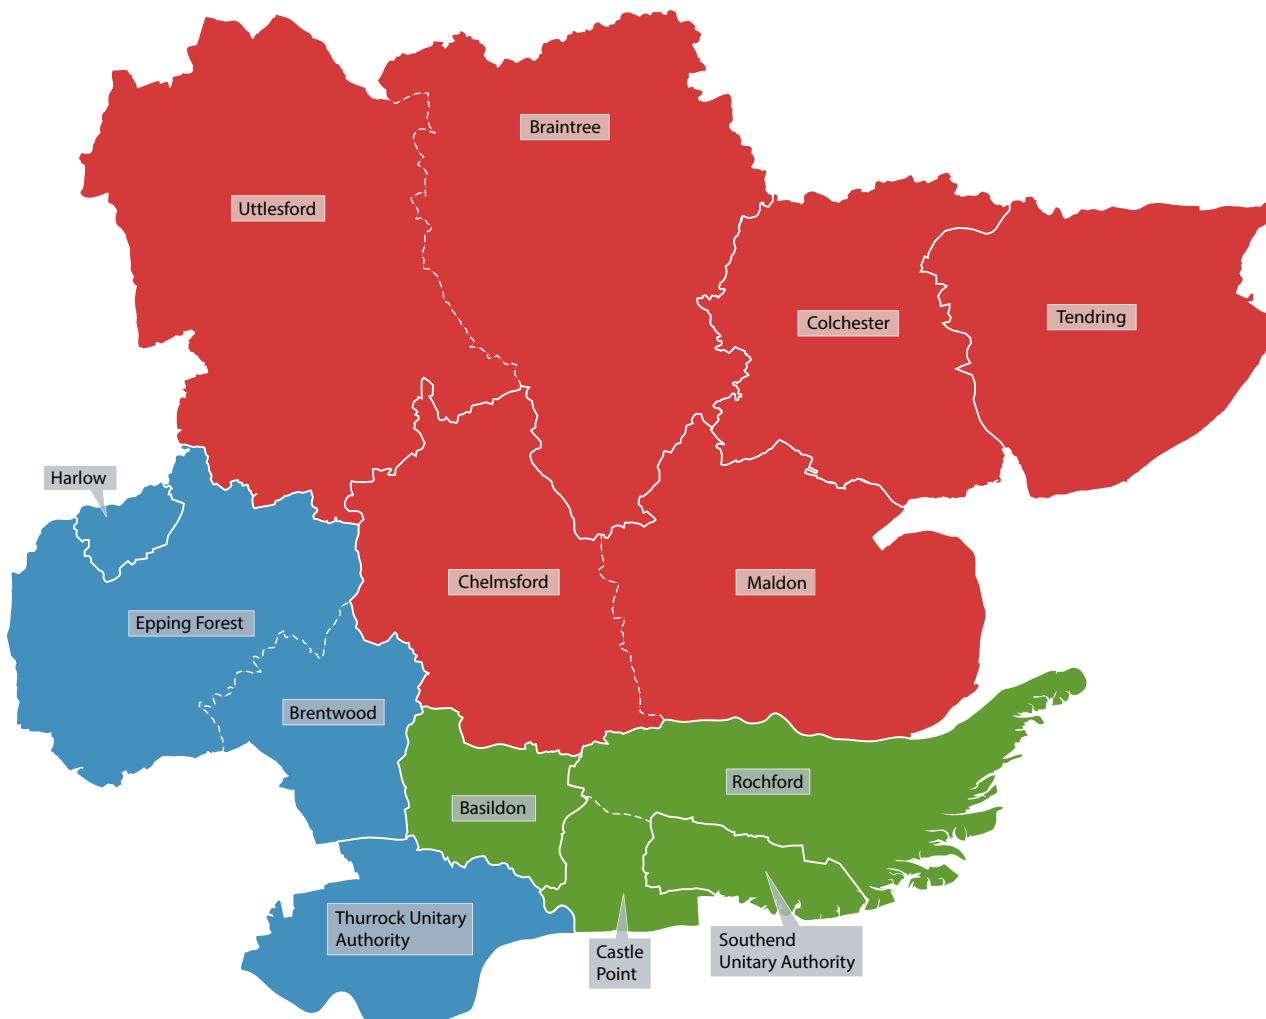 Braintree
Uttlesford
Colchester
Tendring
Harlow
Chelmsford
Maldon
Epping Forest
Brentwood
Rochford
Basildon
Thurrock Unitary
Authority
Castle
Point
Southend
Unitary Authority